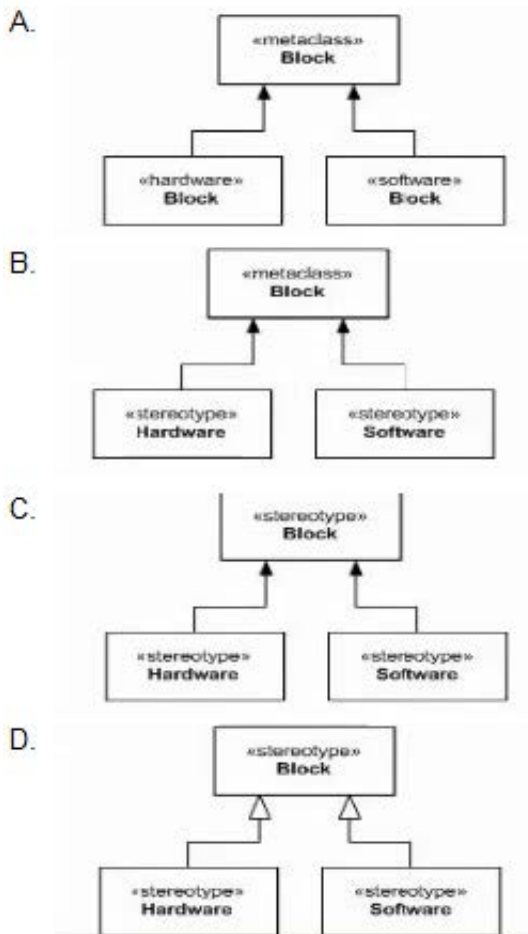 A.
«metaclass»
Block
«hardware» «software»
Block Block
B.
«metaclass»
Block
«stereotype» «stereotype»
Hardware Software
C.
«stereotype»
Block
«stereotype» «stereotype»
Hardware Software
D.
«stereotype»
Block
«stereotype» «stereotype»
Hardware Software